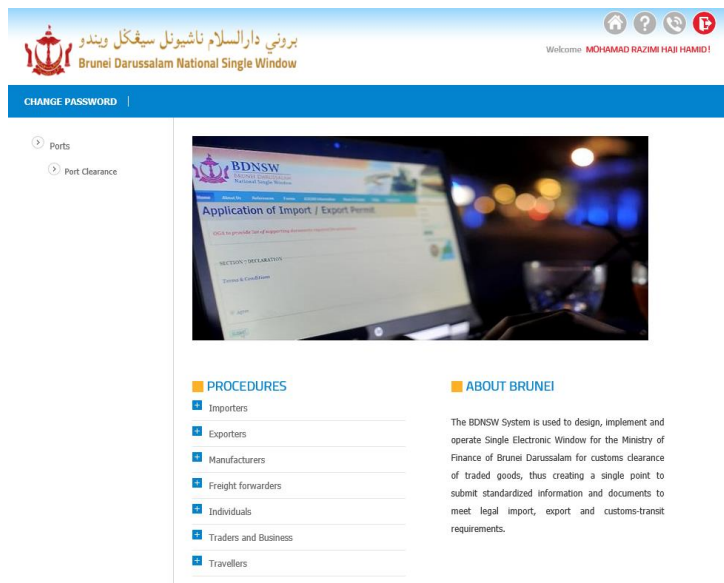 بروني دارالسلام ناشيونل سيڠگل ويندو
Brunei Darussalam National Single Window
Welcome MOHAMAD RAZIMI HAJI HAMID!
CHANGE PASSWORD
Ports
Port Clearance
BDNSW
BRUNEI DARUSSALAM
National Single Window
Application of Import / Export Permit
SECTION : DECLARATION
Terms & Conditions
I agree
PROCEDURES
Importers
Exporters
Manufacturers
Freight forwarders
Individuals
Traders and Business
Travellers
ABOUT BRUNEI
The BDNSW System is used to design, implement and
operate Single Electronic Window for the Ministry of
Finance of Brunei Darussalam for customs clearance
of traded goods, thus creating a single point to
submit standardized information and documents to
meet legal import, export and customs-transit
requirements.